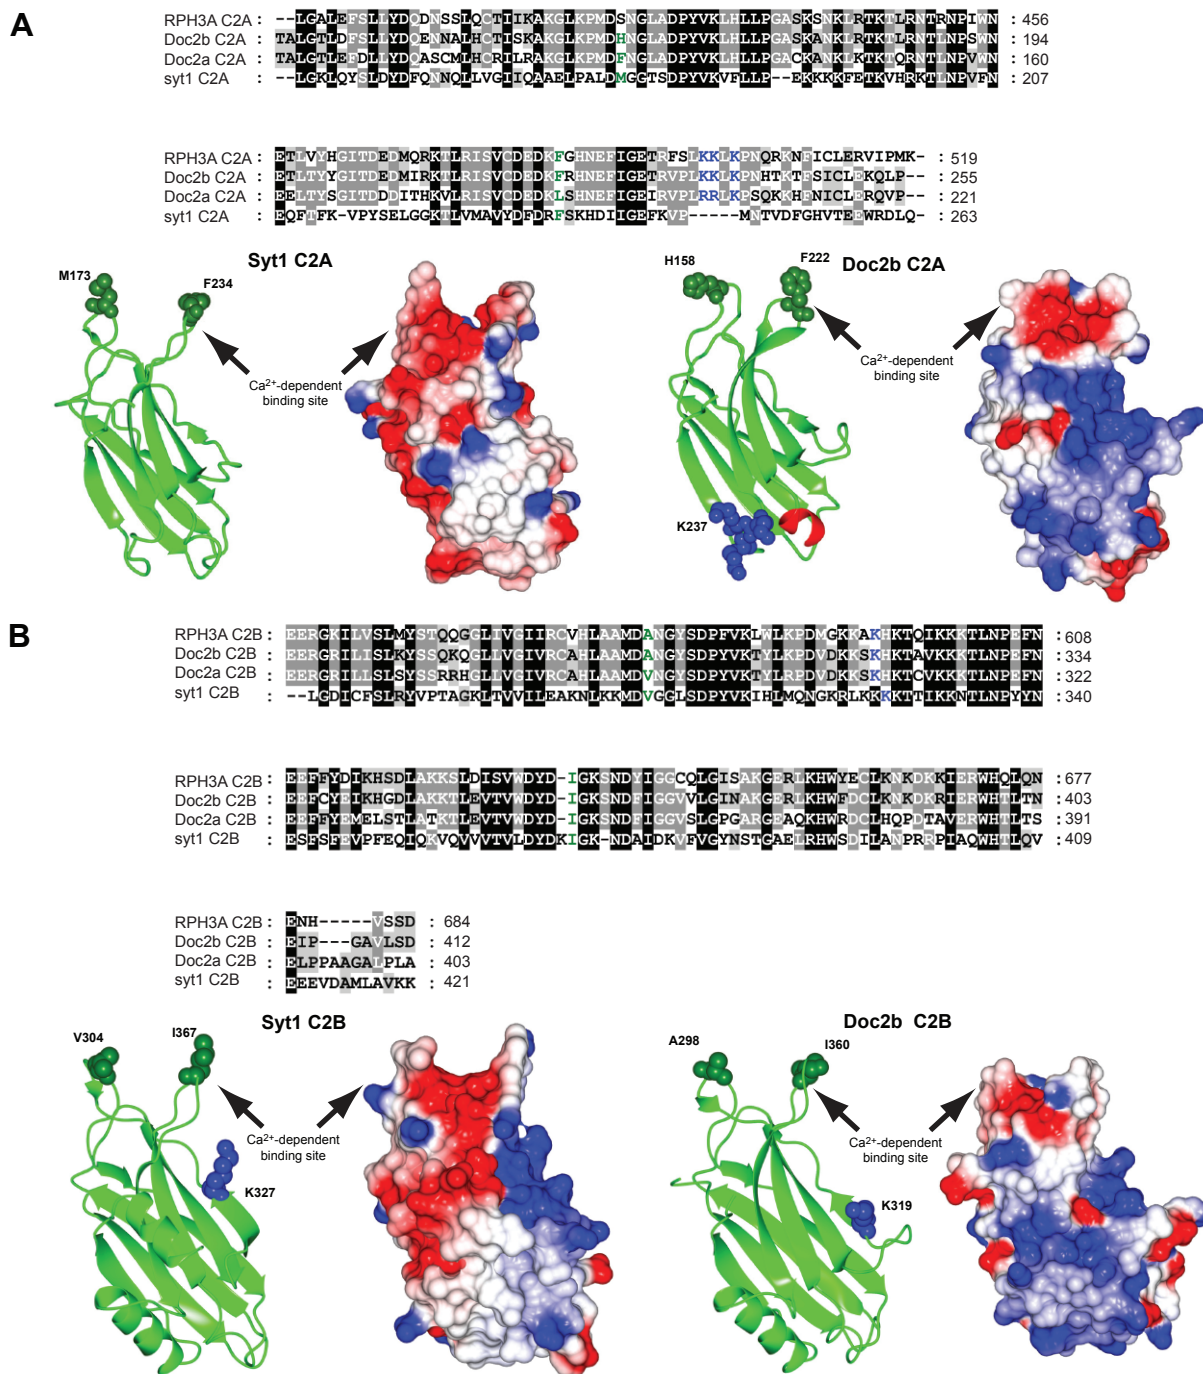 A
RPH3A C2A : --LGALEFSLLYDQDNSSLQCTIIKAKGLKPMDSNGLADPYVKLHLLPGASKSNKLRTKTLRNTRNPIWN : 456
Doc2b C2A : TALGTLDFSLLYDQENNALHCTISKAKGLKPMDHNGLADPYVKLHLLPGASKANKLRTKTLRNTLNPSWN : 194
Doc2a C2A : TALGTLEFDLLYDQASCMLHCRILRAKGLKPMDFNGLADPYVKLHLLPGACKANKLKTKTQRNTLNPVWN : 160
syt1 C2A : --LGKLQYSLDYDFQNNQLLVGIIQAAELPALDMGGTSDPYVKVFLLP-EKKKKFETKVHRKTLNPVFN : 207
RPH3A C2A : ETLVYHGITDEDMQRKTLRISVCDEDKFGHNEFIGETRFSLKKLKPNQRKNFICLERVIPMK- : 519
Doc2b C2A : ETLTYYGITDEDMIRKTLRISVCDEDKFRHNEFIGETRVPLKKLKPNHTKTFSICLEKQLP-- : 255
Doc2a C2A : EELTYSGITDDDITHKVLRISVCDEDKLSHNEFIGEIRVPLRRLKPSQKKHFNICLERQVP-- : 221
syt1 C2A : EQFTFK-VPYSELGGKTLVMAVYDFDRFSKHDIIGEFKVP-----MNTVDFGHVTEEWRDLQ- : 263
Syt1 C2A
Doc2b C2A
M173
F234
H158
F222
Ca²⁺-dependent
binding site
Ca²⁺-dependent
binding site
K237
B
RPH3A C2B : EERGKILVSLMYSTQQGGLIVGIIRCVHLAAMDANGYSDPFVKLWLKPDMGKKAKHKTQIKKKTLNPEFN : 608
Doc2b C2B : EERGRILISLKYSSQKQGLLVGIVRCAHLAAMDANGYSDPYVKTYLKPDVDKKSKHKTAVKKKTLNPEFN : 334
Doc2a C2B : EERGRILLSLSYSSRRHGLLVGIVRCAHLAAMDVNGYSDPYVKTYLRPDVDKKSKHKTCVKKKTLNPEFN : 322
syt1 C2B : --LGDICFSLRYVPTAGKLTVVILEAKNLKKMDVGGLSDPYVKIHLMQNGKRLKKKKTTIKKNTLNPYYN : 340
RPH3A C2B : EEFFYDIKHSDLAKKSLDISVWDYD-IGKSNDYIGGCQLGISAKGERLKHWYECLKNKDKKIERWHQLQN : 677
Doc2b C2B : EEFCYEIKHGDLAKKTLEVTVWDYD-IGKSNDFIGGVVLGINAKGERLKHWFDCLKNKDKRIERWHTLTN : 403
Doc2a C2B : EEFFYEMELSTLATKTLEVTVWDYD-IGKSNDFIGGVSLGPGARGEAQKHWRDCLHQPDTAVERWHTLTS : 391
syt1 C2B : ESFSFEVPFEQIQKVQVVVTVLDYDKIGK-NDAIDKVFVGYNSTGAELRHWSDILANPRRPIAQWHTLQV : 409
RPH3A C2B : ENH-----VSSD : 684
Doc2b C2B : EIP---GAVLSD : 412
Doc2a C2B : ELPPAAGALPLA : 403
syt1 C2B : EEEVDAMLAVKK : 421
Syt1 C2B
Doc2b C2B
V304
I367
A298
I360
Ca²⁺-dependent
binding site
Ca²⁺-dependent
binding site
K327
K319